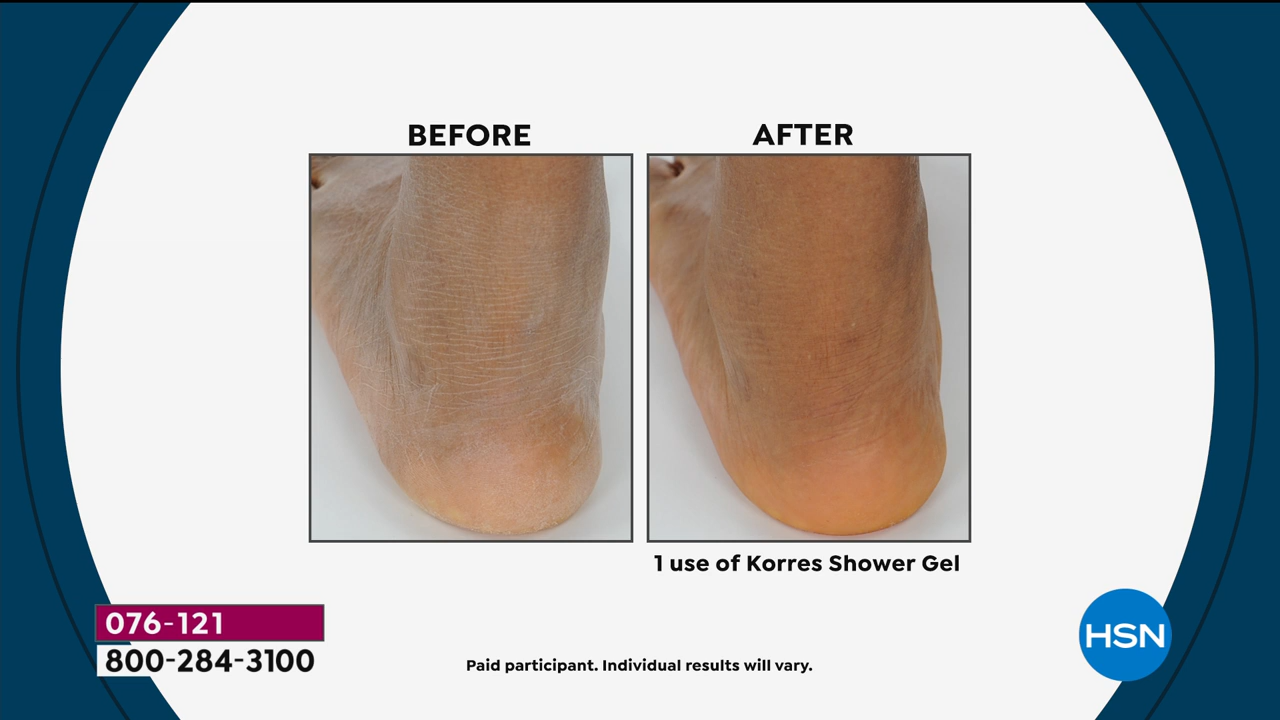 BEFORE
AFTER
1 use of Korres Shower Gel
076-121
800-284-3100
Paid participant. Individual results will vary.
HSN